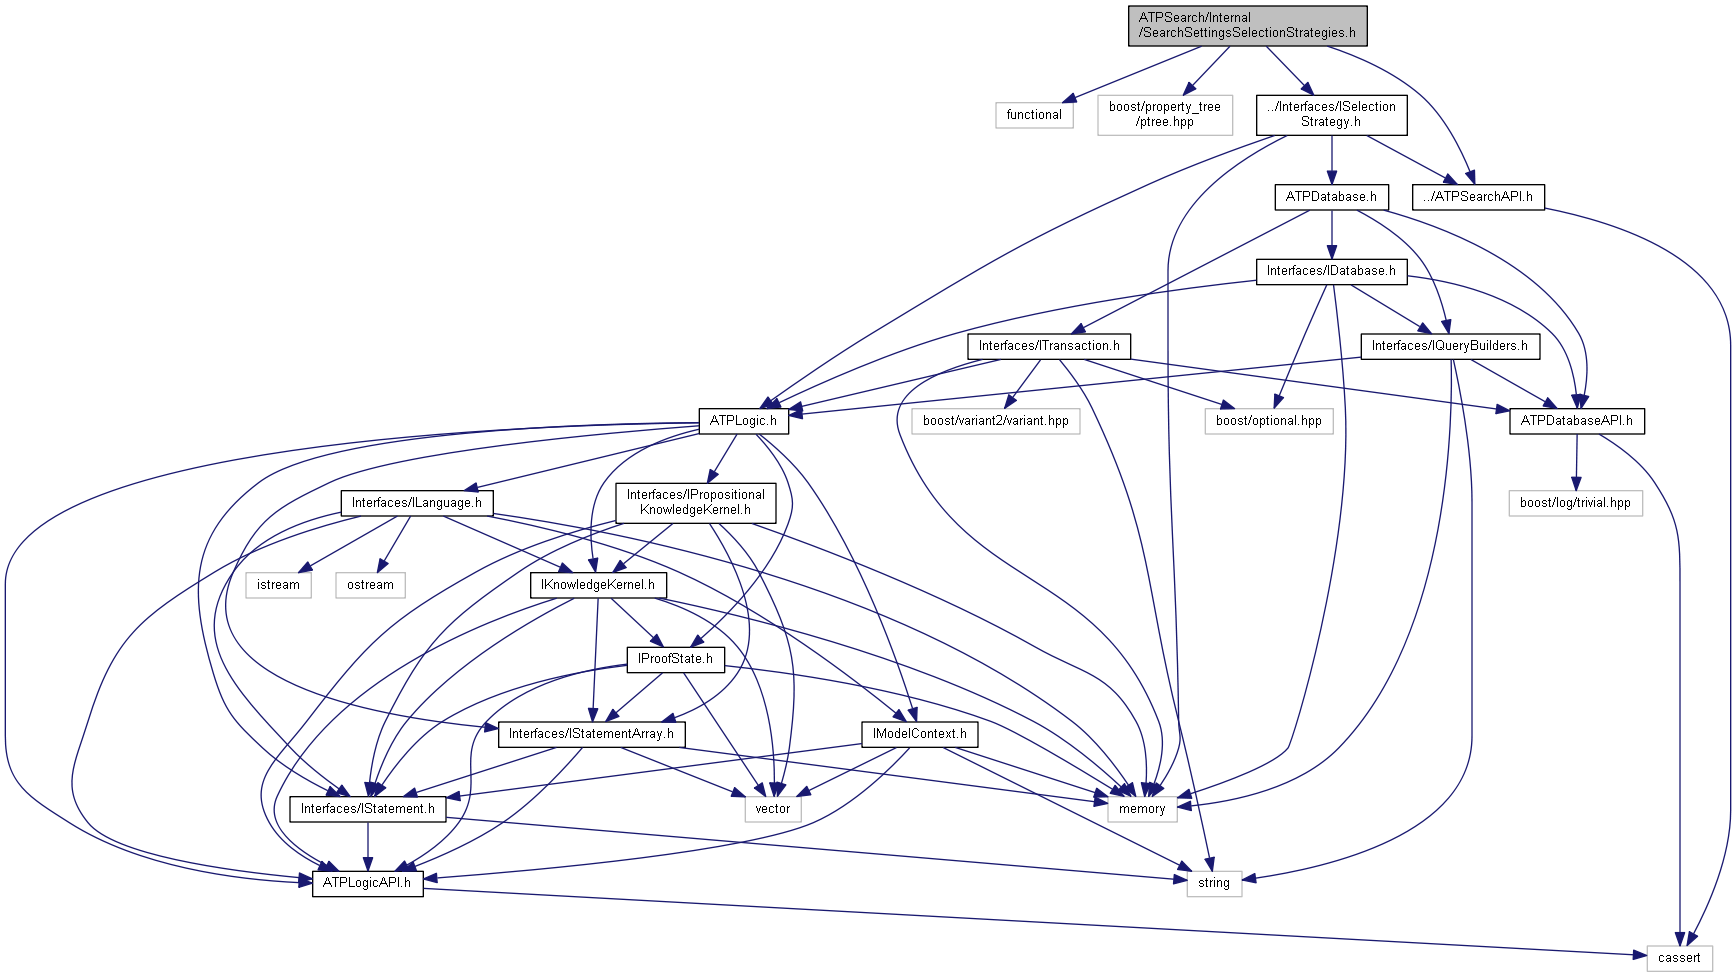 ATPSearch/Internal
/SearchSettingsSelectionStrategies.h
functional
boost/property_tree
/ptree.hpp
../Interfaces/ISelection
Strategy.h
ATPDatabase.h
../ATPSearchAPI.h
Interfaces/IDatabase.h
Interfaces/ITransaction.h
Interfaces/IQueryBuilders.h
ATPLogic.h
boost/variant2/variant.hpp
boost/optional.hpp
ATPDatabaseAPI.h
Interfaces/ILanguage.h
Interfaces/IPropositional
KnowledgeKernel.h
boost/log/trivial.hpp
istream
ostream
IKnowledgeKernel.h
IProofState.h
Interfaces/IStatementArray.h
IModelContext.h
Interfaces/IStatement.h
vector
memory
ATPLogicAPI.h
string
cassert